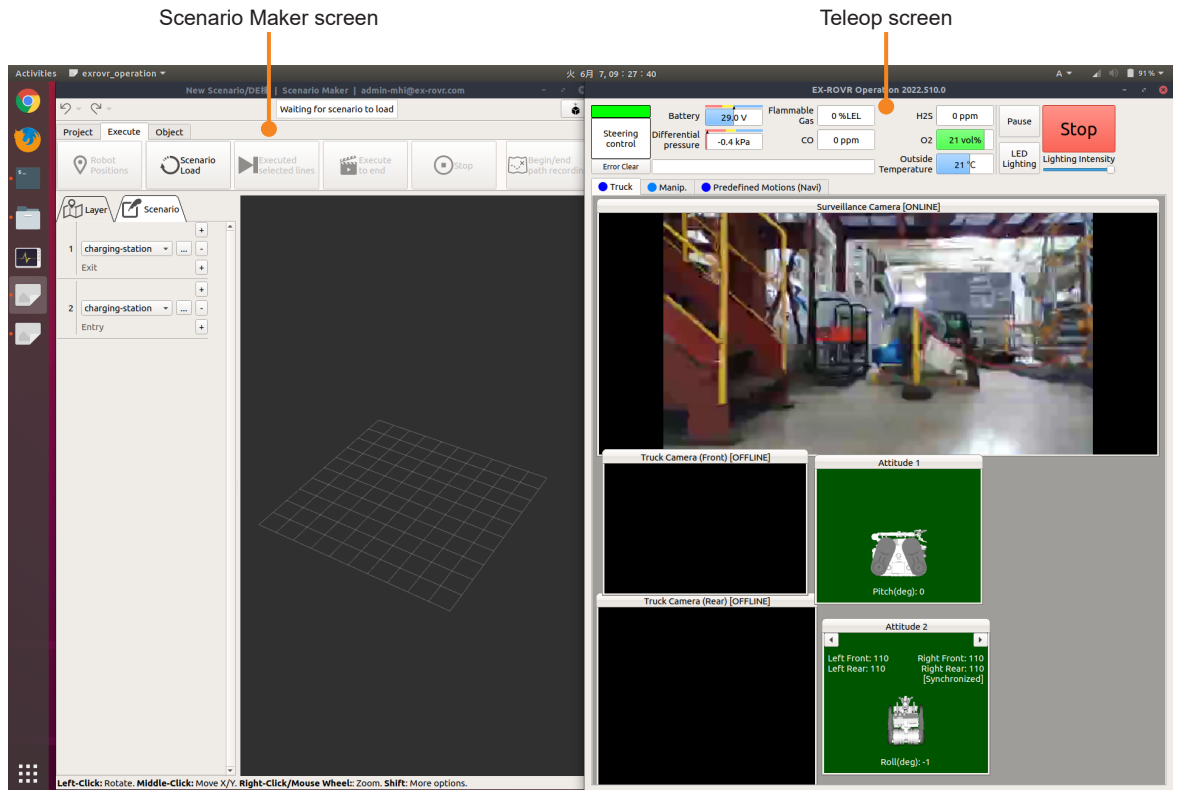 Scenario Maker screen
Teleop screen
Activities exrovr_operation
火 6月 7, 09:27:40
A 91 %
New Scenario/DE | Scenario Maker | admin-mhi@ex-rovr.com
Waiting for scenario to load
Project Execute Object
Robot Positions
Scenario Load
Executed selected lines
Execute to end
Stop
Begin/end path recordin
Layer Scenario
+
1 charging-station ... -
Exit +
+
2 charging-station ... -
Entry +
Left-Click: Rotate. Middle-Click: Move X/Y. Right-Click/Mouse Wheel:: Zoom. Shift: More options.
EX-ROVR Operation 2022.510.0
Steering control
Error Clear
Battery 29.0 V
Differential pressure -0.4 kPa
Flammable Gas 0 %LEL
CO 0 ppm
H2S 0 ppm
O2 21 vol%
Outside Temperature 21 °C
Pause
LED Lighting
Stop
Lighting Intensity
Truck Manip. Predefined Motions (Navi)
Surveillance Camera [ONLINE]
Truck Camera (Front) [OFFLINE]
Attitude 1
Pitch(deg): 0
Truck Camera (Rear) [OFFLINE]
Attitude 2
Left Front: 110 Right Front: 110
Left Rear: 110 Right Rear: 110
[Synchronized]
Roll(deg): -1